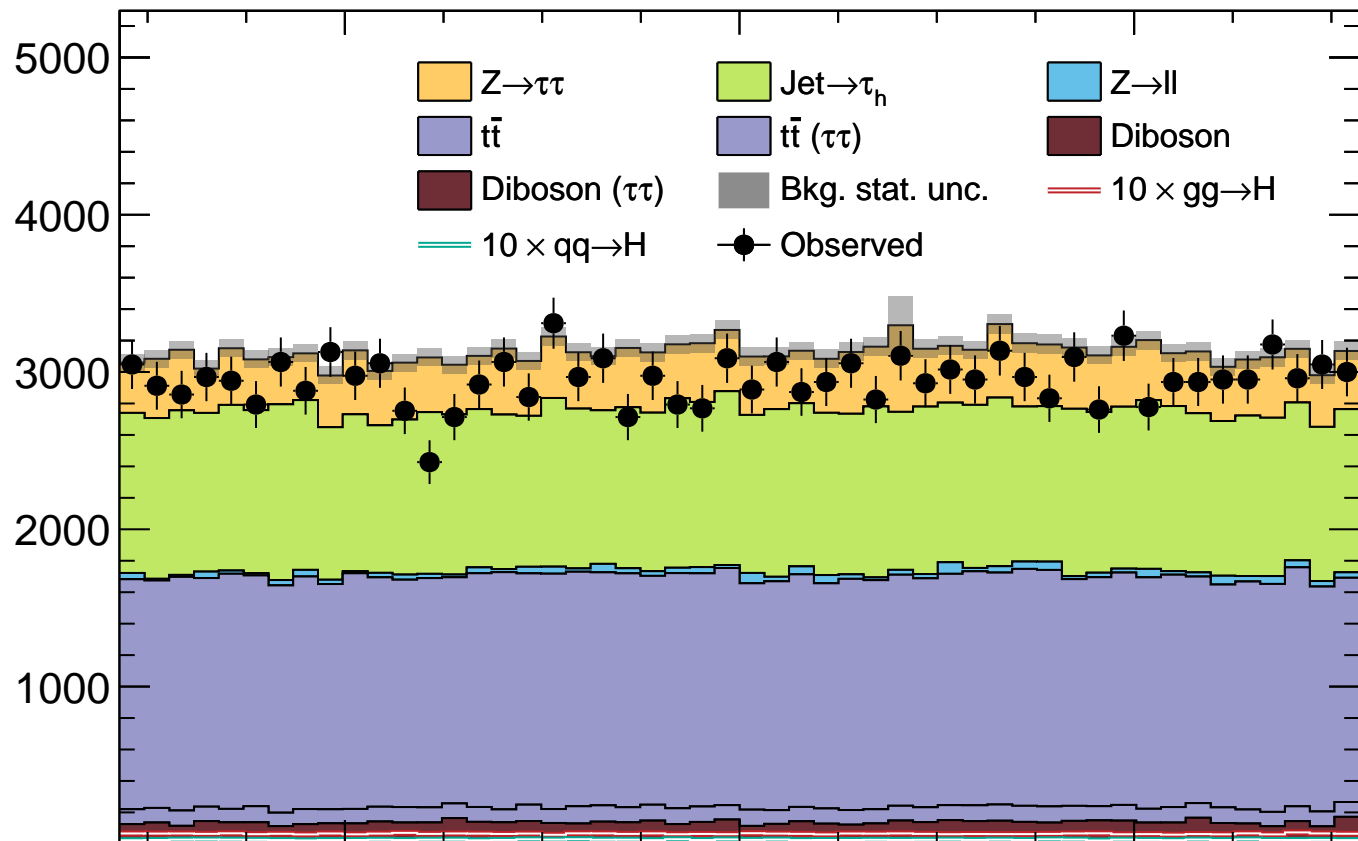 5000
Z→ττ Jet→τh Z→ll
tt̄ tt̄ (ττ) Diboson
Diboson (ττ) Bkg. stat. unc. 10 × gg→H
4000
10 × qq→H Observed
3000
2000
1000